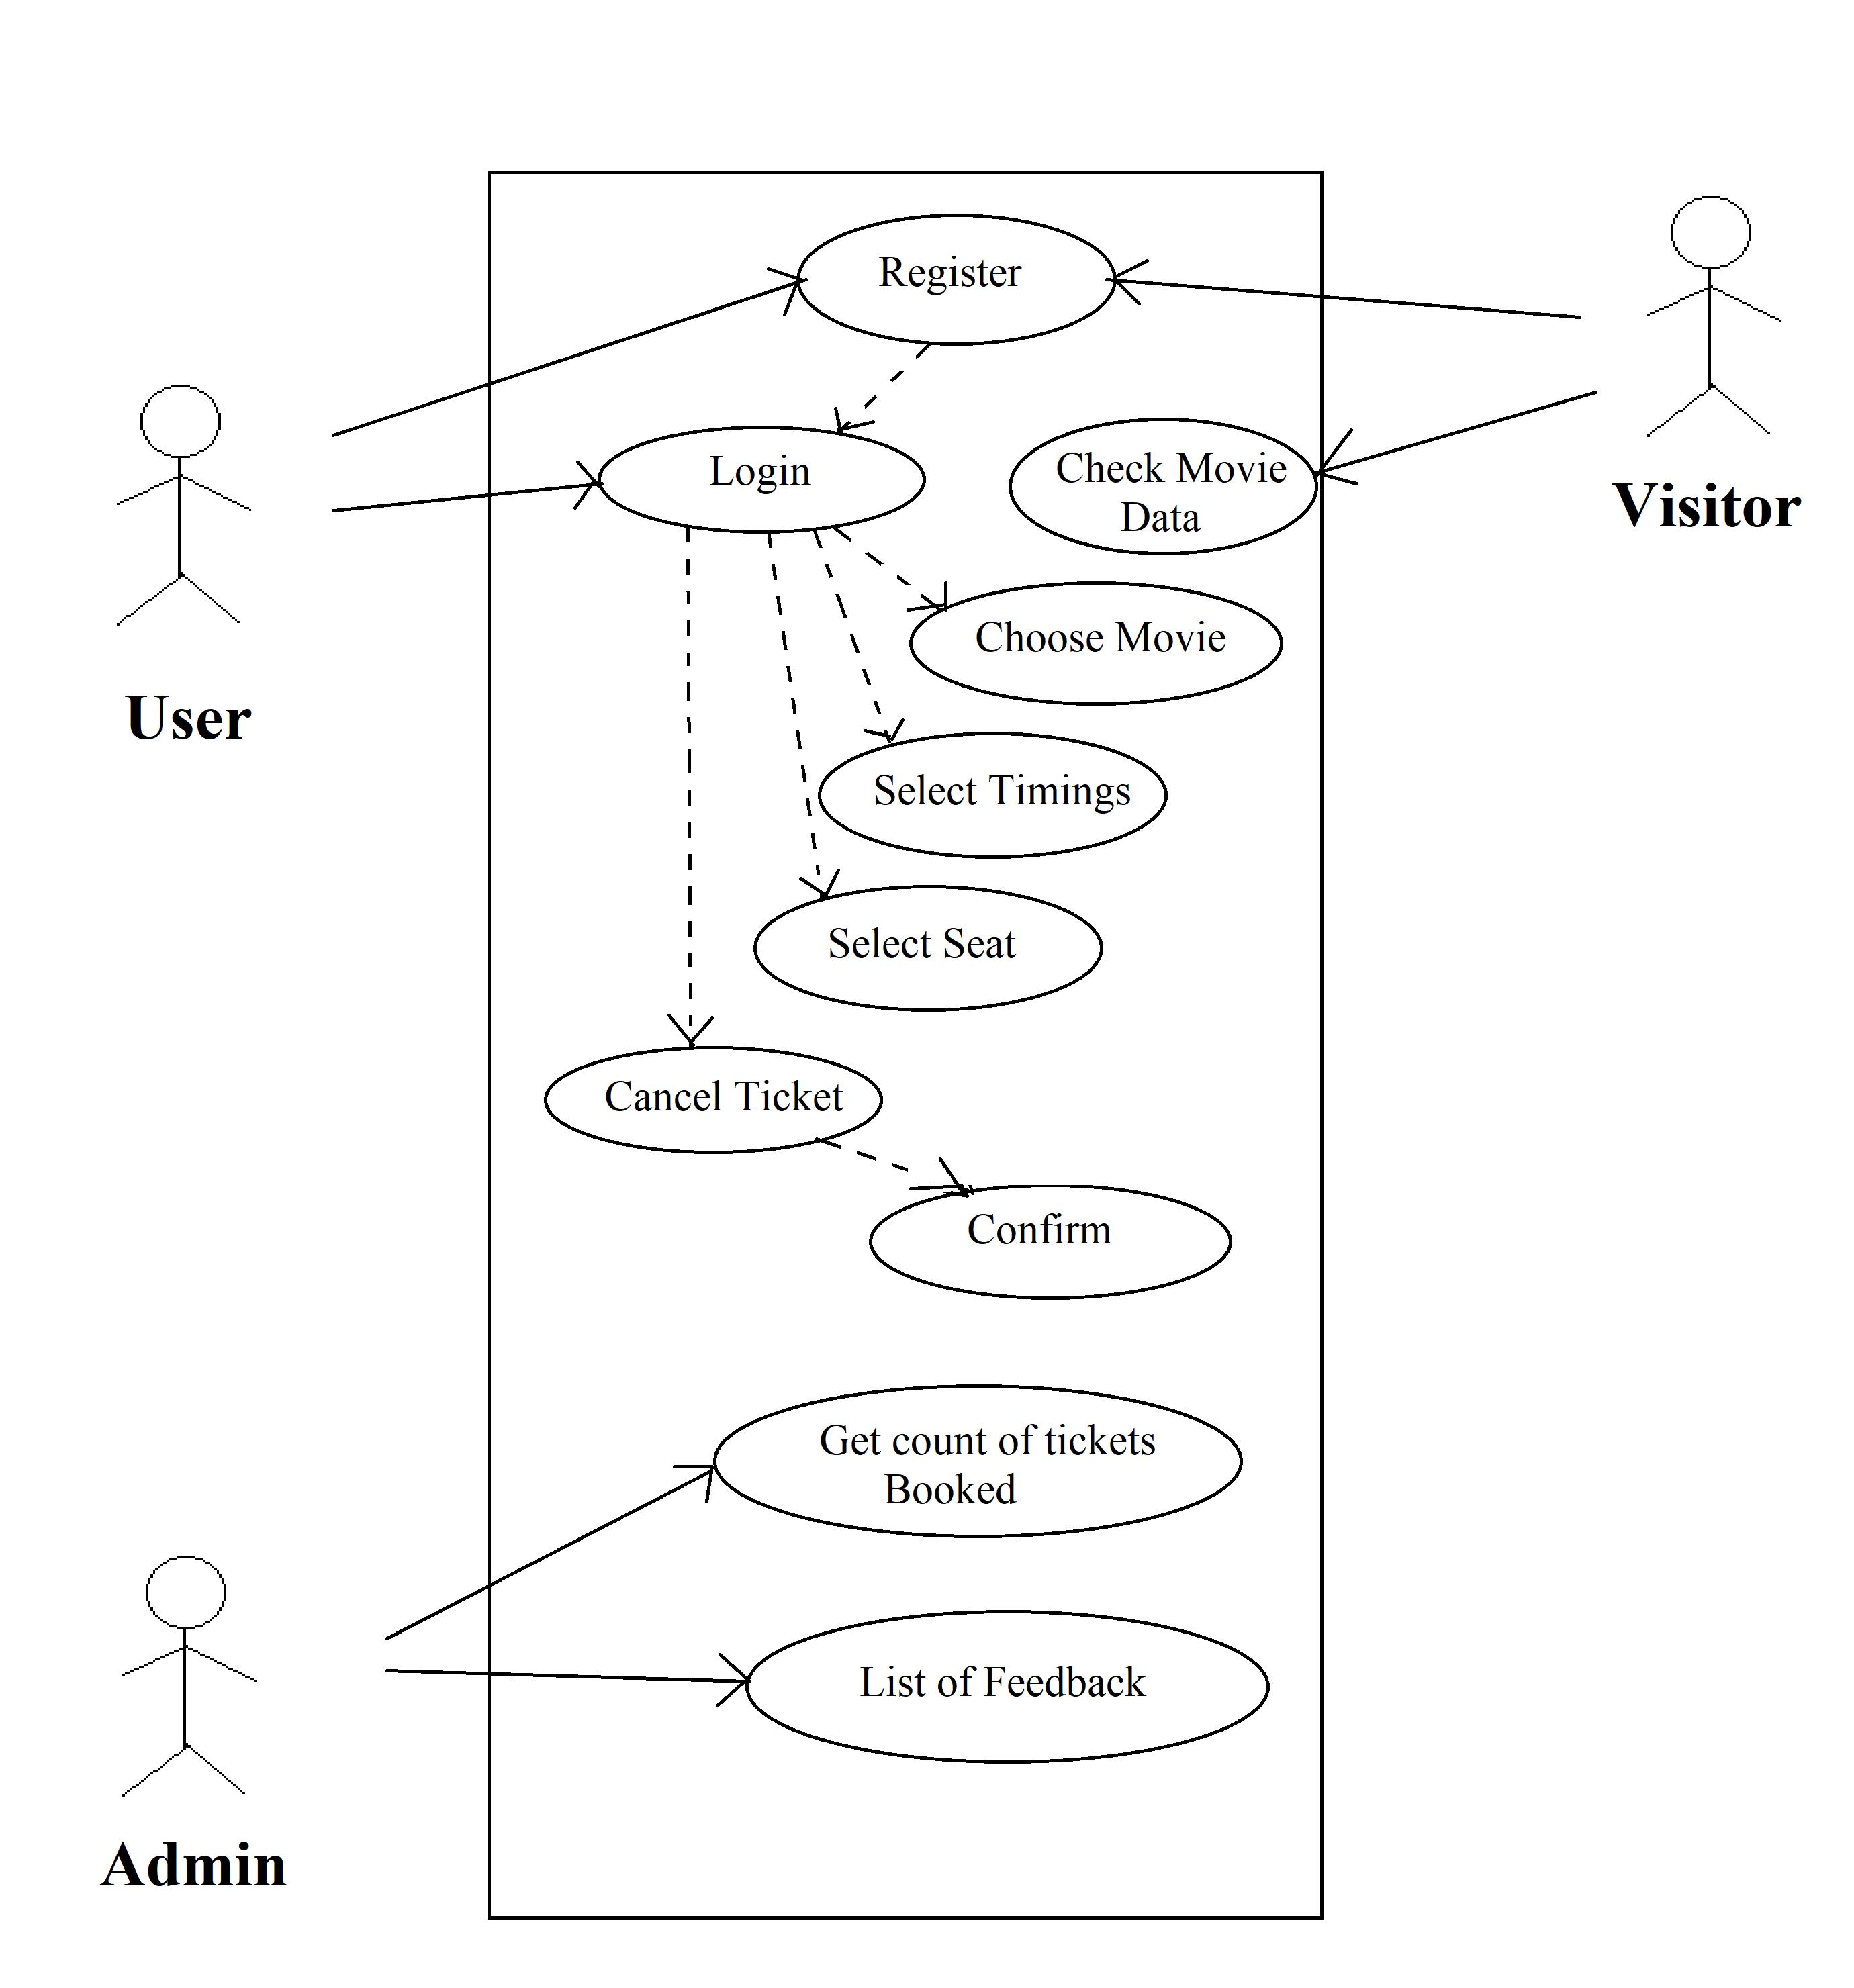 Register
Login
Check Movie
Data
Visitor
Choose Movie
User
Select Timings
Select Seat
Cancel Ticket
Confirm
Get count of tickets
Booked
List of Feedback
Admin